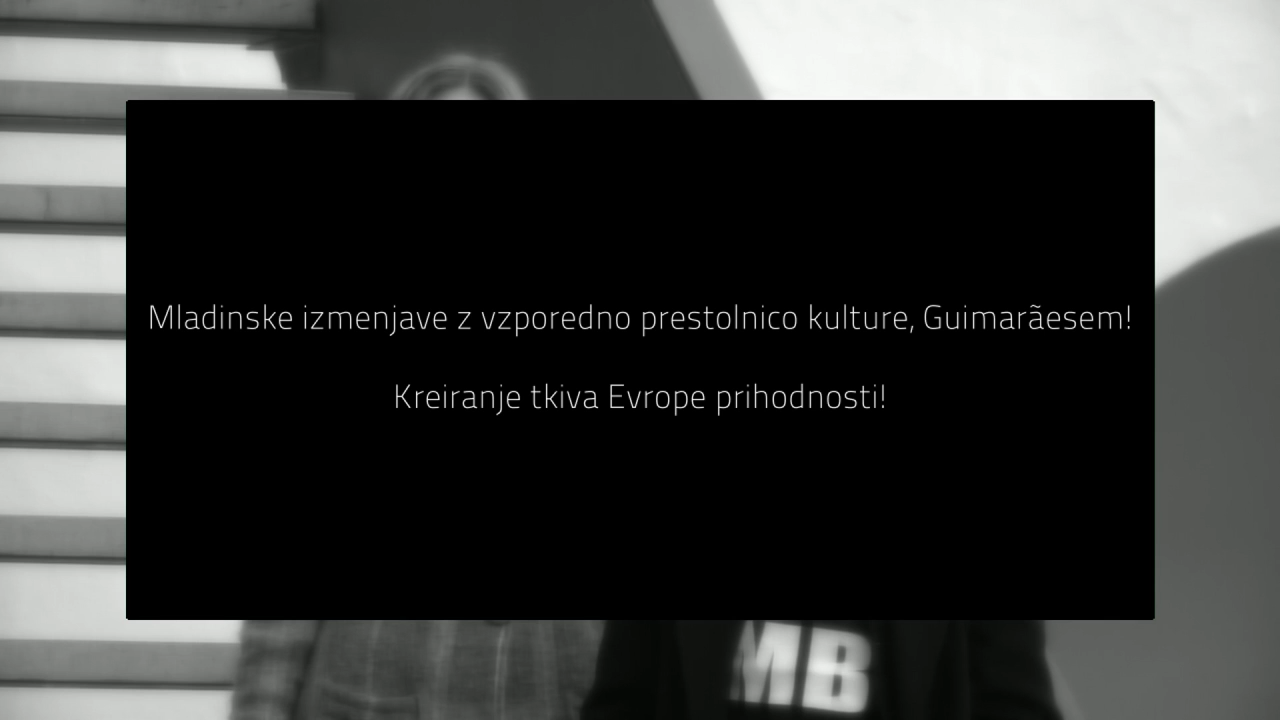 Mladinske izmenjave z vzporedno prestolnico kulture, Guimarãesem!
Kreiranje tkiva Evrope prihodnosti!
MB